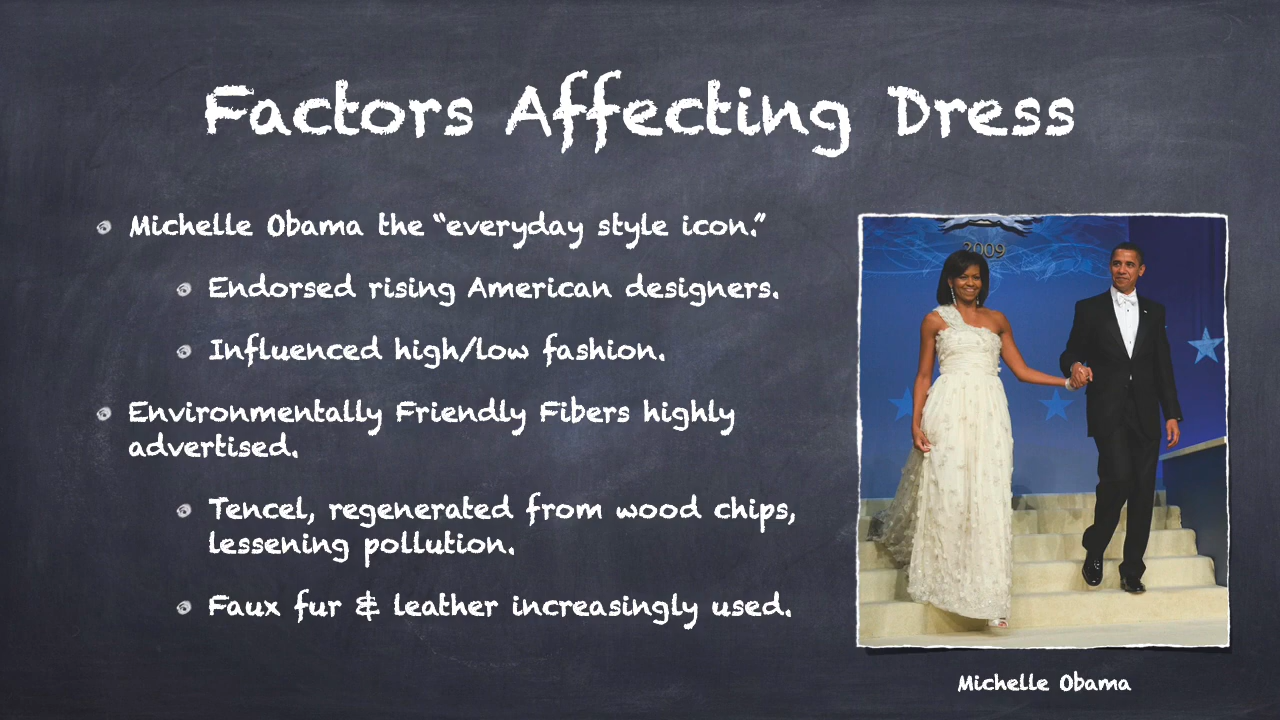 Factors Affecting Dress
Michelle Obama the “everyday style icon.”
Endorsed rising American designers.
Influenced high/low fashion.
Environmentally Friendly Fibers highly
advertised.
Tencel, regenerated from wood chips,
lessening pollution.
Faux fur & leather increasingly used.
2009
Michelle Obama